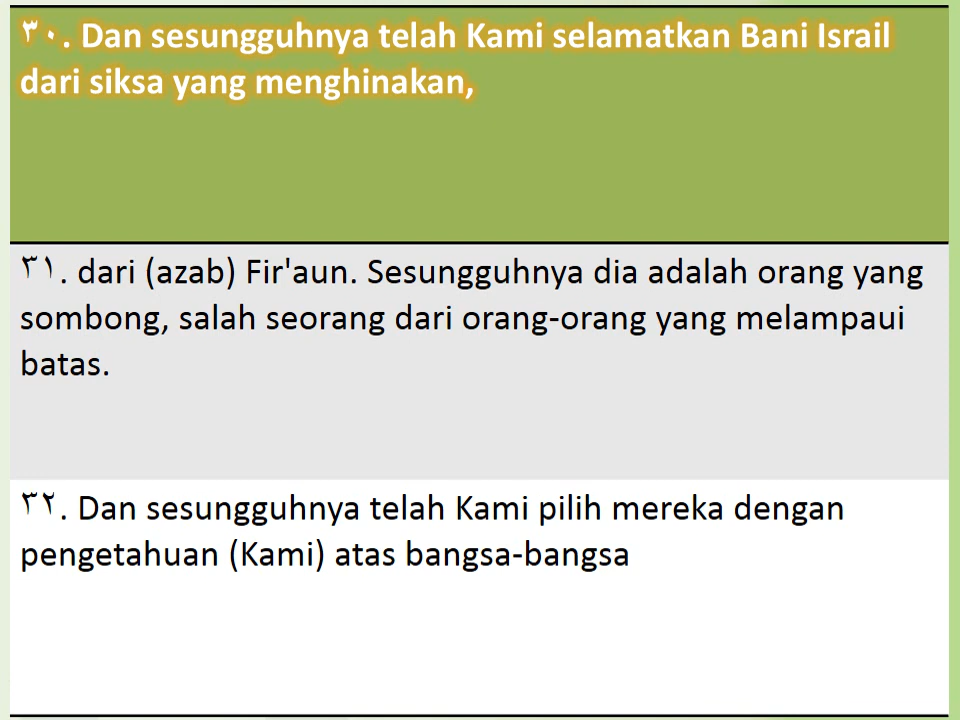 ٣٠. Dan sesungguhnya telah Kami selamatkan Bani Israil
dari siksa yang menghinakan,
٣١. dari (azab) Fir'aun. Sesungguhnya dia adalah orang yang
sombong, salah seorang dari orang-orang yang melampaui
batas.
٣٢. Dan sesungguhnya telah Kami pilih mereka dengan
pengetahuan (Kami) atas bangsa-bangsa